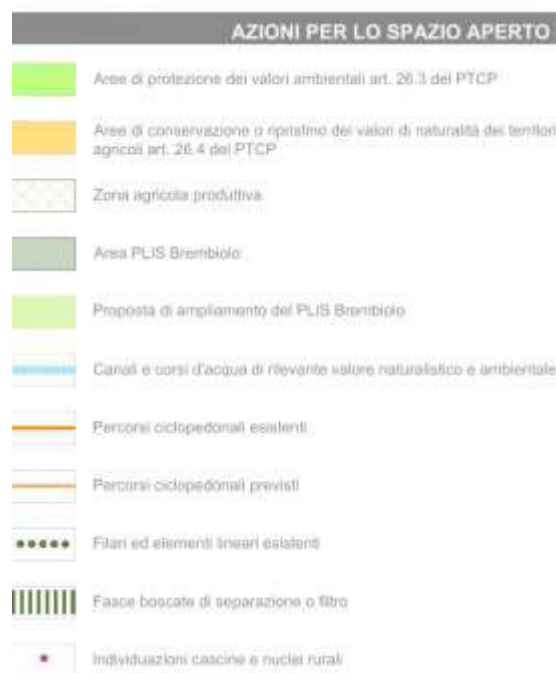 AZIONI PER LO SPAZIO APERTO
Aree di protezione dei valori ambientali art. 26.3 del PTCP
Aree di conservazione o ripristino dei valori di naturalità dei territori
agricoli art. 26.4 del PTCP
Zona agricola produttiva
Area PLIS Brembiolo
Proposta di ampliamento del PLIS Brembiolo
Canali e corsi d'acqua di rilevante valore naturalistico e ambientale
Percorsi ciclopedonali esistenti
Percorsi ciclopedonali previsti
Filari ed elementi lineari esistenti
Fasce boscate di separazione o filtro
Individuazioni cascine e nuclei rurali